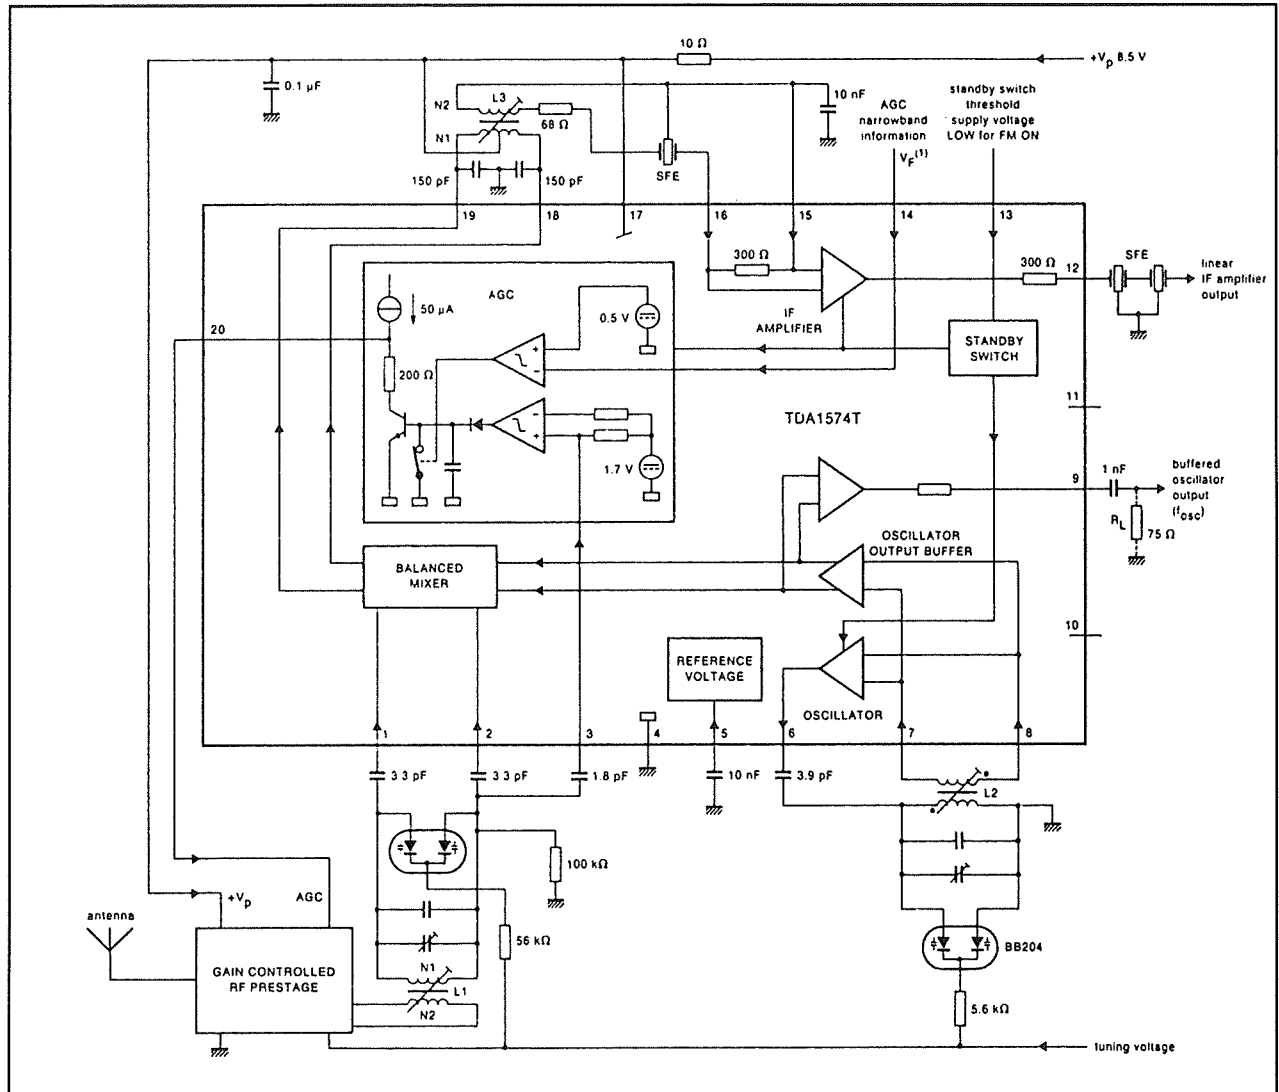 10 Ω
+Vp 8.5 V
0.1 µF
N2
L3
68 Ω
N1
10 nF
AGC
narrowband
information
VF(1)
standby switch
threshold
supply voltage
LOW for FM ON
SFE
150 pF
150 pF
19
18
17
16
15
14
13
300 Ω
300 Ω
12
SFE
linear
IF amplifier
output
AGC
50 µA
0.5 V
+
-
IF
AMPLIFIER
STANDBY
SWITCH
20
200 Ω
-
+
1.7 V
11
TDA1574T
9
1 nF
buffered
oscillator
output
(fosc)
RL
75 Ω
OSCILLATOR
OUTPUT BUFFER
BALANCED
MIXER
10
REFERENCE
VOLTAGE
OSCILLATOR
1
2
3
4
5
6
7
8
3.3 pF
3.3 pF
1.8 pF
10 nF
3.9 pF
L2
100 kΩ
+Vp
AGC
antenna
56 kΩ
BB204
GAIN CONTROLLED
RF PRESTAGE
N1
L1
N2
5.6 kΩ
tuning voltage